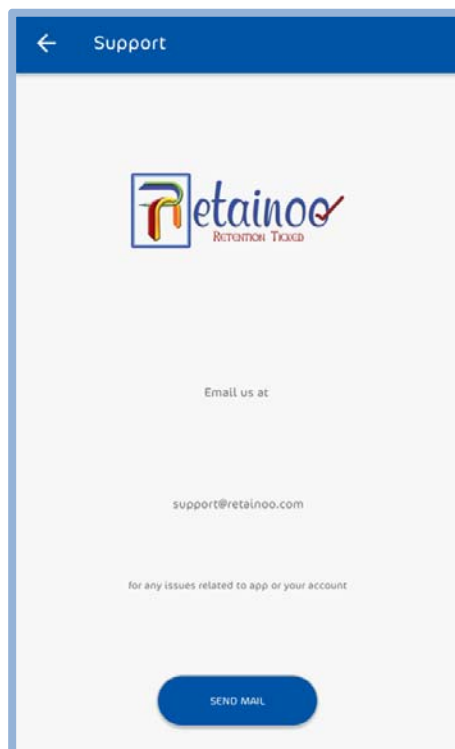 Support
Retainoo
RETENTION TICKED
Email us at
support@retainoo.com
for any issues related to app or your account
SEND MAIL